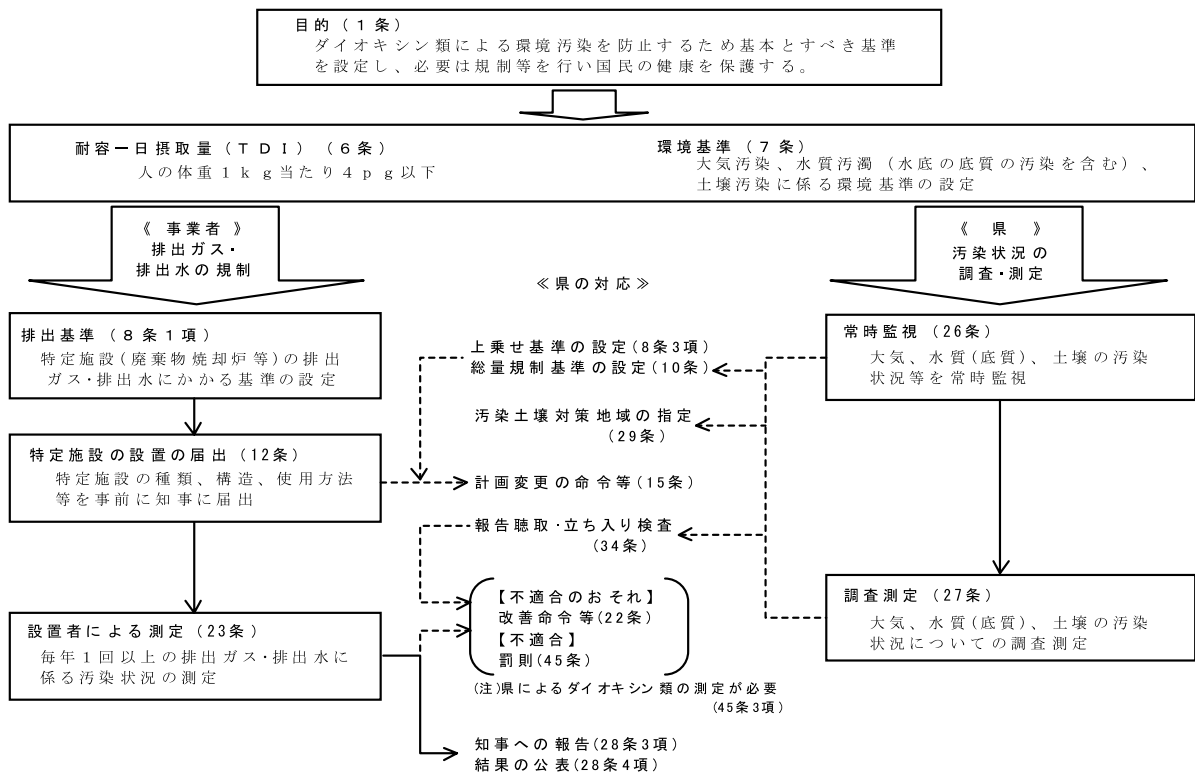 目的(1条)
ダイオキシン類による環境汚染を防止するため基本とすべき基準
を設定し、必要は規制等を行い国民の健康を保護する。
耐容一日摂取量(TDI)(6条)
人の体重1kg当たり4pg以下
環境基準(7条)
大気汚染、水質汚濁(水底の底質の汚染を含む)、
土壌汚染に係る環境基準の設定
《 事業者 》
排出ガス・
排出水の規制
《 県 》
汚染状況の
調査・測定
≪県の対応≫
排出基準(8条1項)
特定施設(廃棄物焼却炉等)の排出
ガス・排出水にかかる基準の設定
上乗せ基準の設定(8条3項)
総量規制基準の設定(10条)
常時監視(26条)
大気、水質(底質)、土壌の汚染
状況等を常時監視
汚染土壌対策地域の指定
(29条)
特定施設の設置の届出(12条)
特定施設の種類、構造、使用方法
等を事前に知事に届出
計画変更の命令等(15条)
報告聴取・立ち入り検査
(34条)
【不適合のおそれ】
改善命令等(22条)
【不適合】
罰則(45条)
(注)県によるダイオキシン類の測定が必要
(45条3項)
設置者による測定(23条)
毎年1回以上の排出ガス・排出水に
係る汚染状況の測定
調査測定(27条)
大気、水質(底質)、土壌の汚染
状況についての調査測定
知事への報告(28条3項)
結果の公表(28条4項)